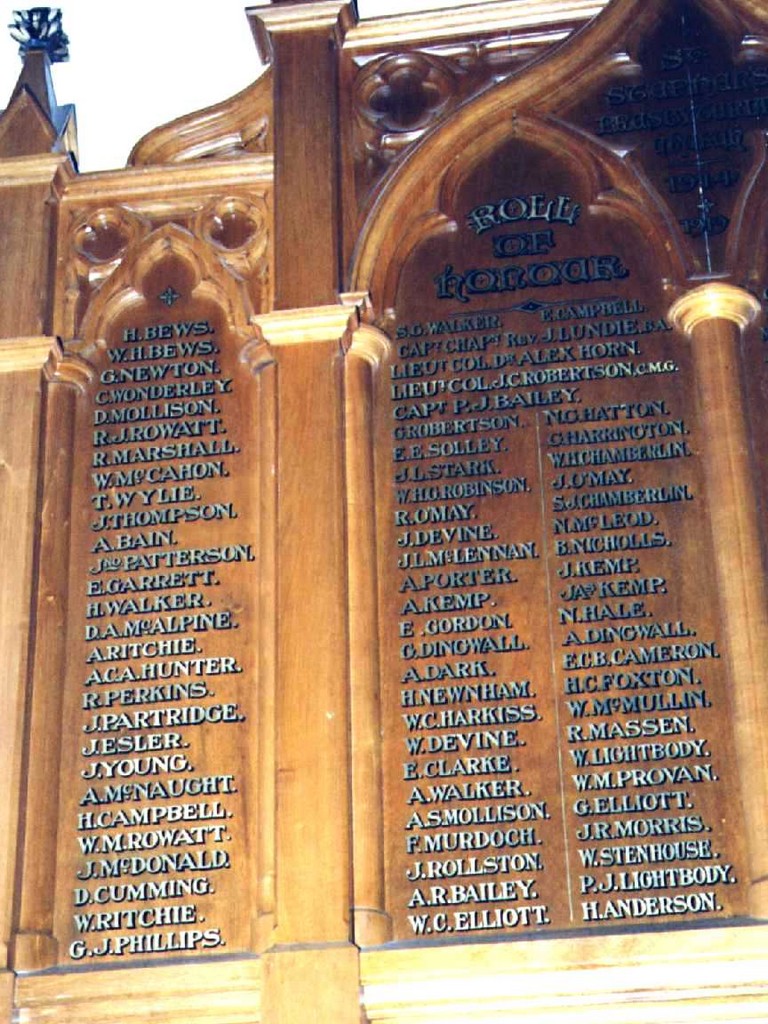 H.BEWS.
W.H.BEWS.
G.NEWTON.
C.WONDERLEY
D.MOLLISON.
R.J.ROWATT.
R.MARSHALL.
W.McCAHON.
T.WYLIE.
J.THOMPSON.
A.BAIN.
JNO PATTERSON.
E.GARRETT.
H.WALKER.
D.A.McALPINE.
A.RITCHIE.
A.C.A.HUNTER.
R.PERKINS.
J.PARTRIDGE.
J.ESLER.
J.YOUNG.
A.McNAUGHT.
H.CAMPBELL.
W.M.ROWATT.
J.McDONALD.
D.CUMMING.
W.RITCHIE.
G.J.PHILLIPS.
ROLL
OF
HONOUR
S.G.WALKER. E.CAMPBELL
CAPT CHAPN REV. J.LUNDIE.B.A.
LIEUT COL. DR ALEX HORN.
LIEUT COL. J.C.ROBERTSON, C.M.G.
CAPT P.J.BAILEY.
G.ROBERTSON.
E.E.SOLLEY.
J.L.STARK.
W.H.O.ROBINSON.
R.OMAY.
J.DEVINE.
J.L.McLENNAN.
A.PORTER.
A.KEMP.
E.GORDON.
G.DINGWALL.
A.DARK.
H.NEWNHAM.
W.C.HARKISS.
W.DEVINE.
E.CLARKE.
A.WALKER.
A.S.MOLLISON.
F.MURDOCH.
J.ROLLSTON.
A.R.BAILEY.
W.C.ELLIOTT.
N.G.HATTON.
C.HARRINGTON.
W.H.CHAMBERLIN.
J.O'MAY.
S.J.CHAMBERLIN.
N.McLEOD.
B.NICHOLLS.
J.KEMP.
JAS KEMP.
N.HALE.
A.DINGWALL.
E.C.B.CAMERON.
H.C.FOXTON.
W.McMULLIN.
R.MASSEN.
W.LIGHTBODY.
W.M.PROVAN.
G.ELLIOTT.
J.R.MORRIS.
W.STENHOUSE.
P.J.LIGHTBODY.
H.ANDERSON.
ST
STEPHEN'S
PRESBYTERIAN
CHURCH
1914
1919